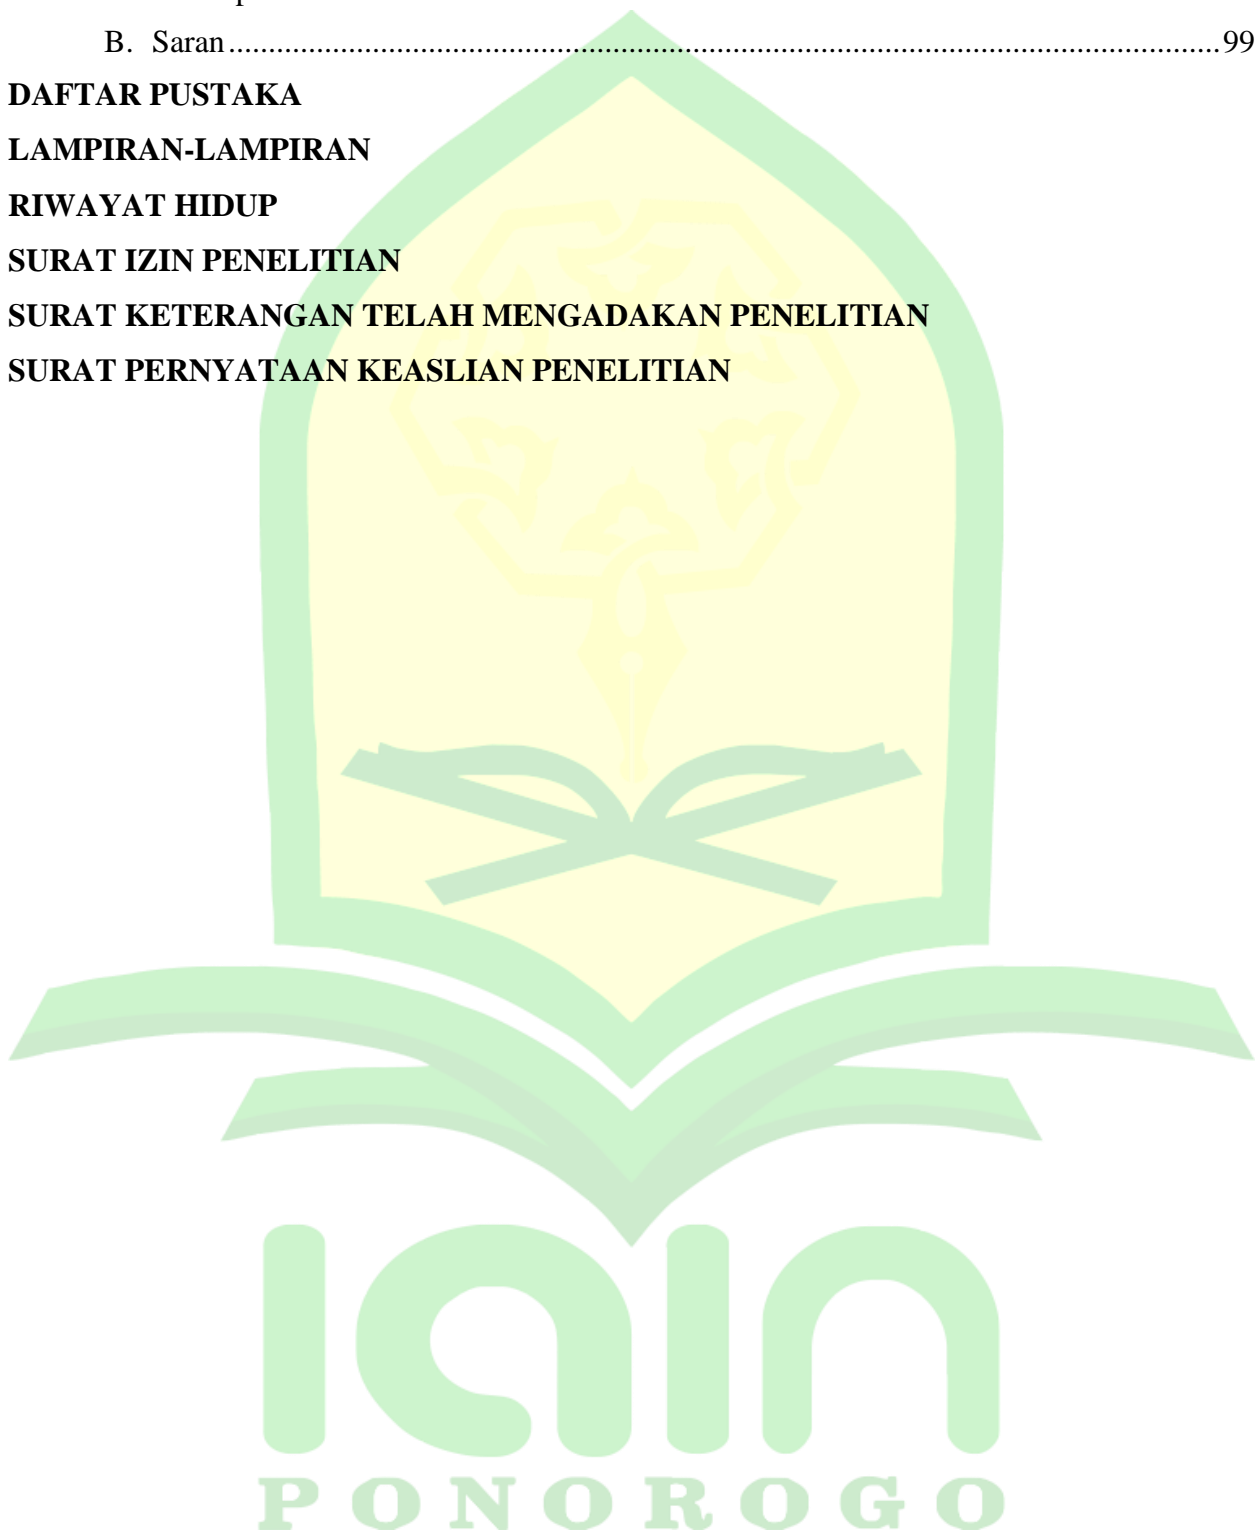 B. Saran ........................................................................................................................... 99
DAFTAR PUSTAKA
LAMPIRAN-LAMPIRAN
RIWAYAT HIDUP
SURAT IZIN PENELITIAN
SURAT KETERANGAN TELAH MENGADAKAN PENELITIAN
SURAT PERNYATAAN KEASLIAN PENELITIAN
iain
PONOROGO